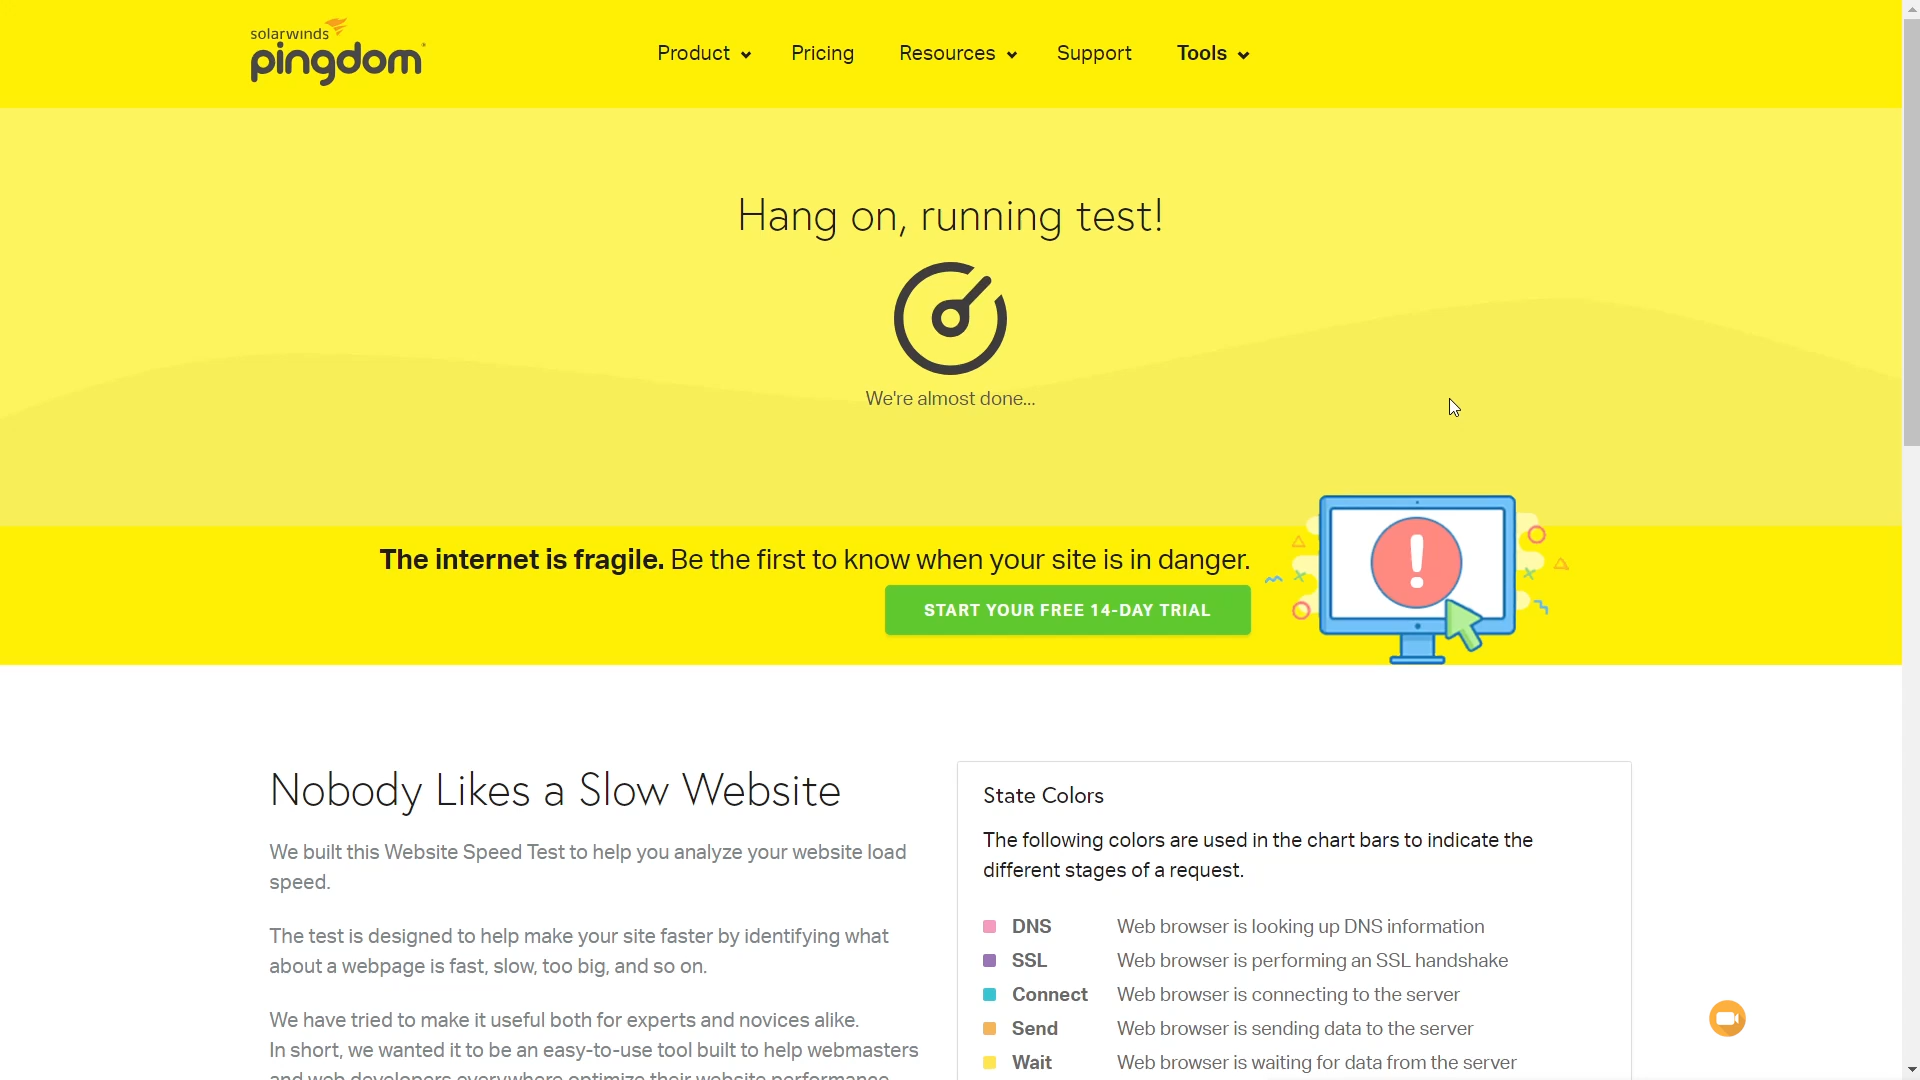 solarwinds
pingdom
Product
Pricing
Resources
Support
Tools
Hang on, running test!
We're almost done...
The internet is fragile. Be the first to know when your site is in danger.
START YOUR FREE 14-DAY TRIAL
Nobody Likes a Slow Website
We built this Website Speed Test to help you analyze your website load
speed.
The test is designed to help make your site faster by identifying what
about a webpage is fast, slow, too big, and so on.
We have tried to make it useful both for experts and novices alike.
In short, we wanted it to be an easy-to-use tool built to help webmasters
and web developers everywhere optimize their website performance.
State Colors
The following colors are used in the chart bars to indicate the
different stages of a request.
DNS Web browser is looking up DNS information
SSL Web browser is performing an SSL handshake
Connect Web browser is connecting to the server
Send Web browser is sending data to the server
Wait Web browser is waiting for data from the server